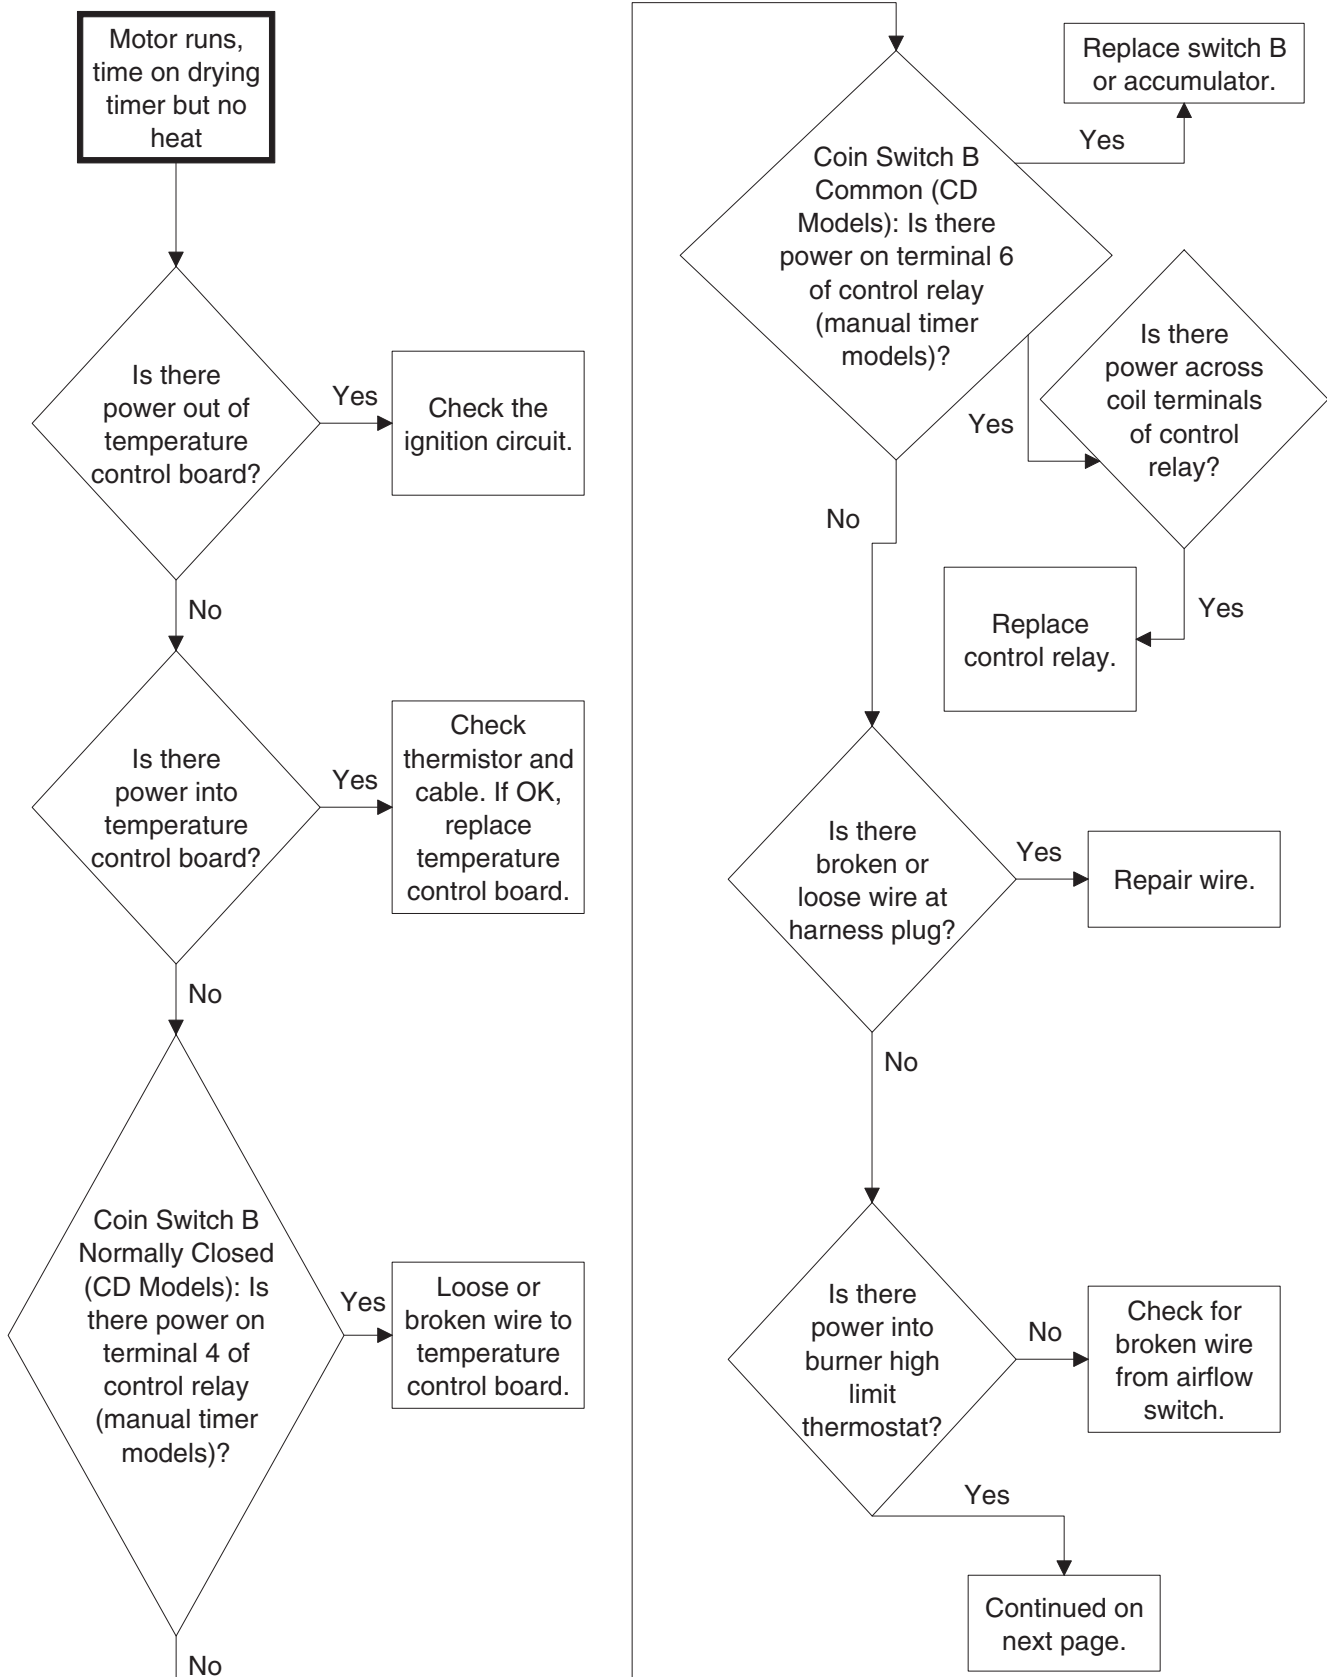 Motor runs,
time on drying
timer but no
heat
Is there
power out of
temperature
control board?
Yes
Check the
ignition circuit.
No
Is there
power into
temperature
control board?
Yes
Check
thermistor and
cable. If OK,
replace
temperature
control board.
No
Coin Switch B
Normally Closed
(CD Models): Is
there power on
terminal 4 of
control relay
(manual timer
models)?
Yes
Loose or
broken wire to
temperature
control board.
No
Coin Switch B
Common (CD
Models): Is there
power on terminal 6
of control relay
(manual timer
models)?
Yes
Replace switch B
or accumulator.
Yes
Is there
power across
coil terminals
of control
relay?
Yes
Replace
control relay.
No
Is there
broken or
loose wire at
harness plug?
Yes
Repair wire.
No
Is there
power into
burner high
limit
thermostat?
No
Check for
broken wire
from airflow
switch.
Yes
Continued on
next page.